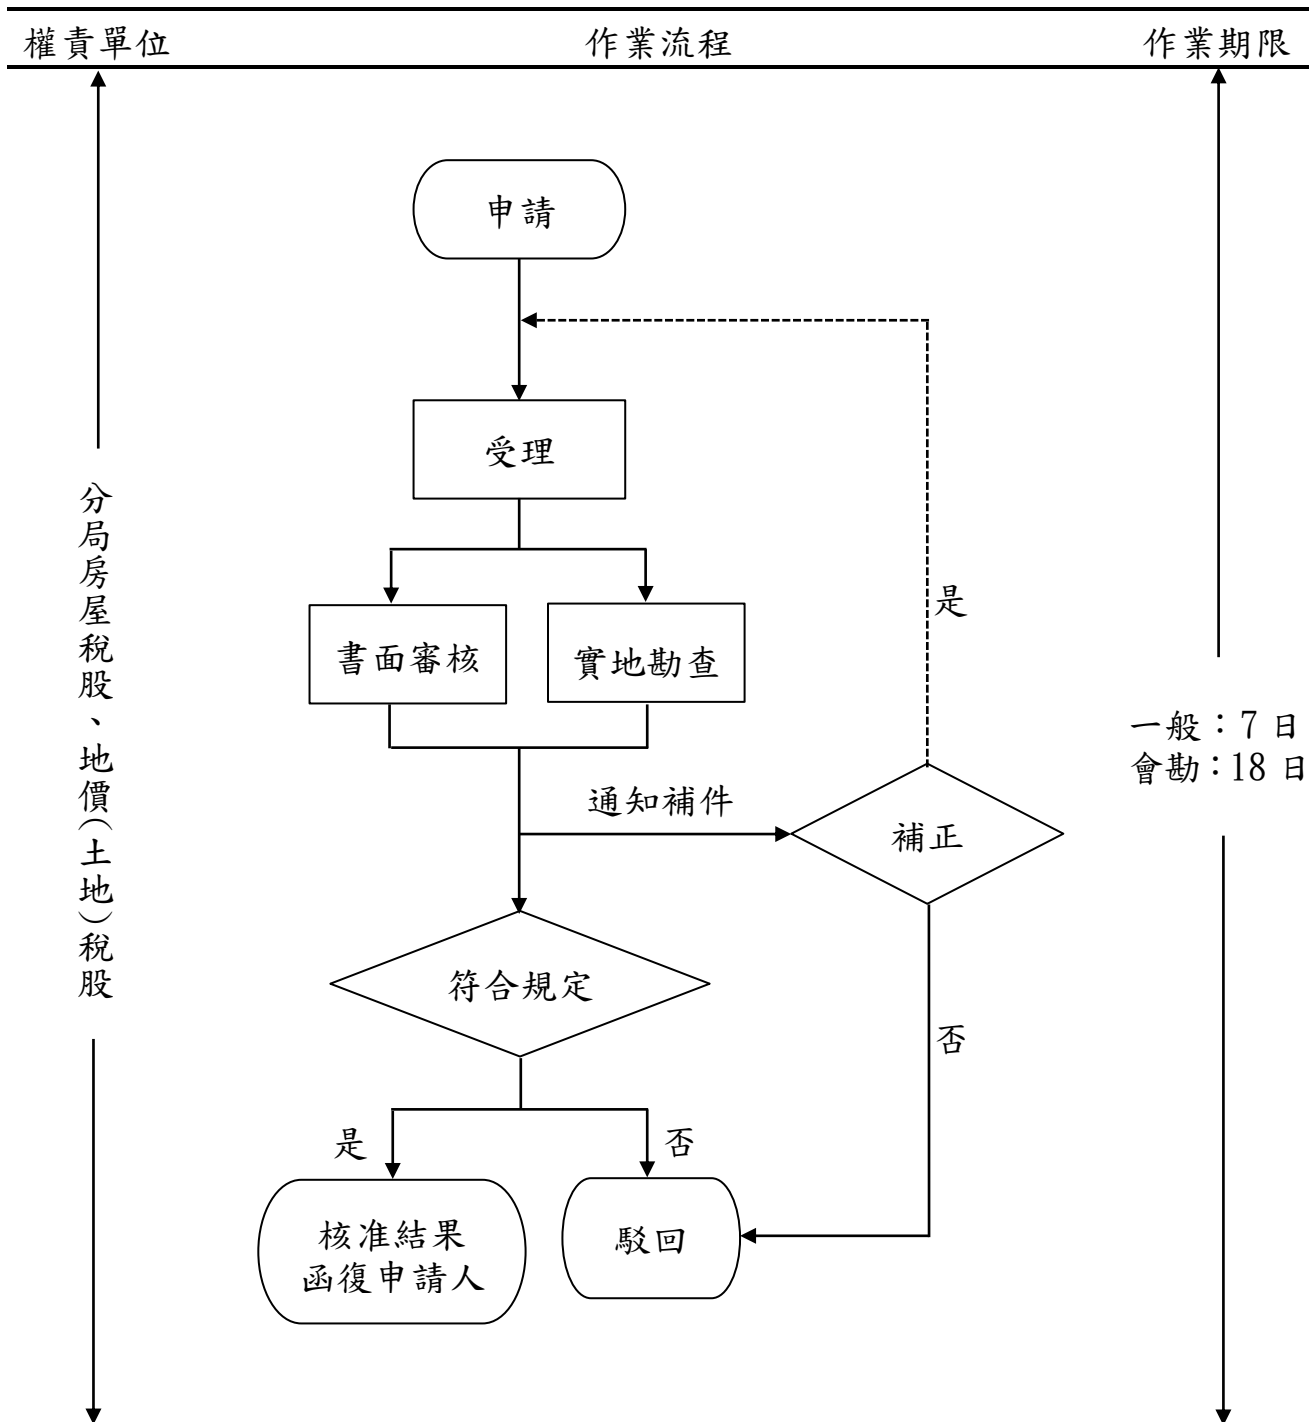 權責單位
作業流程
作業期限
申請
受理
書面審核
實地勘查
是
通知補件
補正
分局房屋稅股、地價(土地)稅股
一般：7 日
會勘：18 日
符合規定
否
是
否
核准結果
函復申請人
駁回